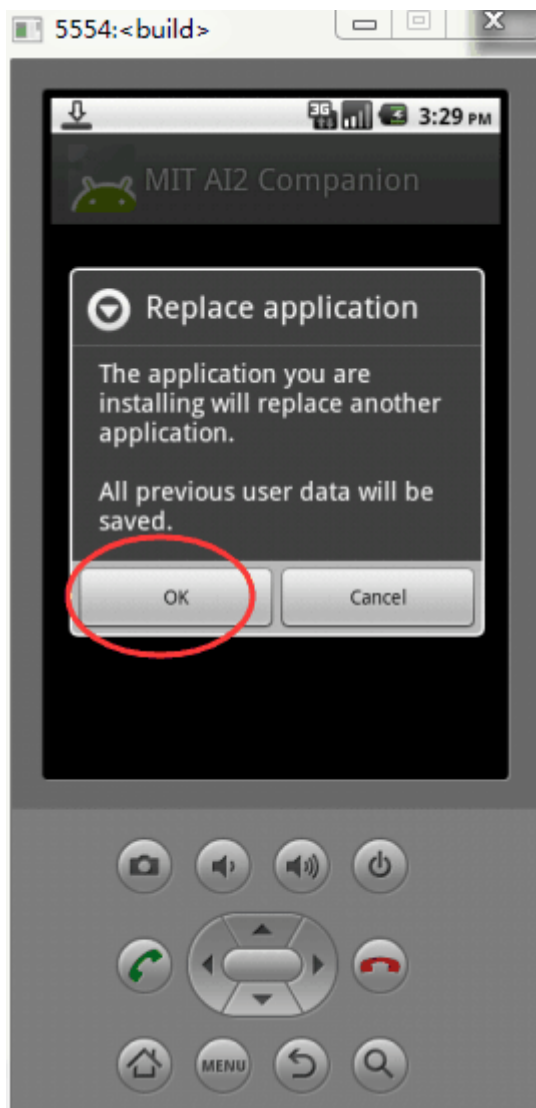 5554:<build>
3G 3:29 PM
MIT AI2 Companion
Replace application
The application you are
installing will replace another
application.
All previous user data will be
saved.
OK
Cancel
MENU